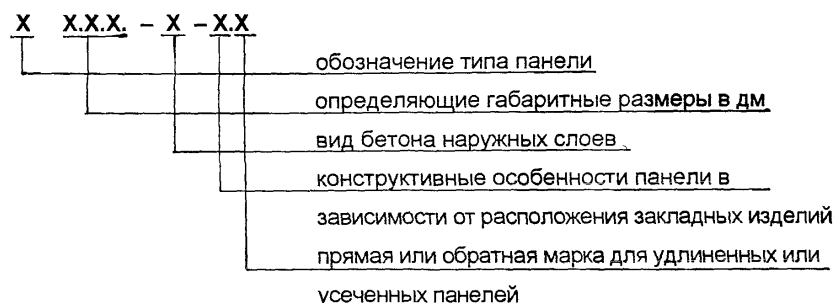 Х Х.Х.Х. – Х – Х.Х
обозначение типа панели
определяющие габаритные размеры в дм
вид бетона наружных слоев
конструктивные особенности панели в
зависимости от расположения закладных изделий
прямая или обратная марка для удлиненных или
усеченных панелей